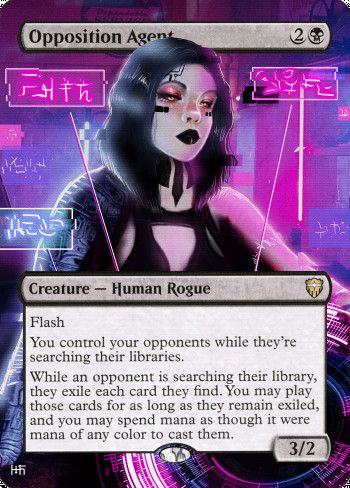 Opposition Agent 2
Creature — Human Rogue
Flash
You control your opponents while they're
searching their libraries.
While an opponent is searching their library,
they exile each card they find. You may play
those cards for as long as they remain exiled,
and you may spend mana as though it were
mana of any color to cast them.
3/2